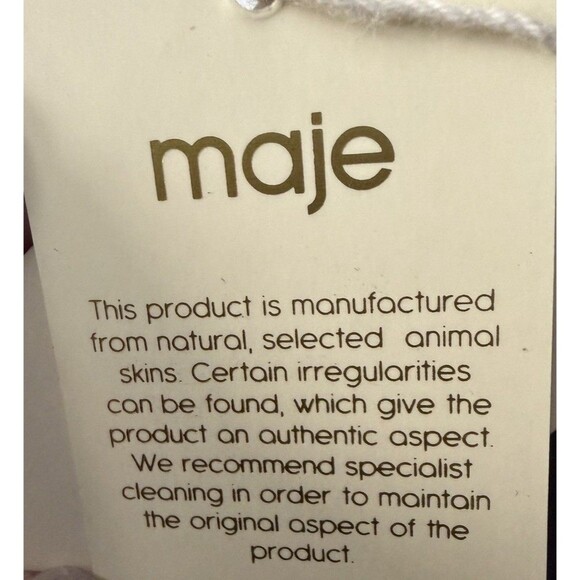 maje
This product is manufactured
from natural, selected animal
skins. Certain irregularities
can be found, which give the
product an authentic aspect.
We recommend specialist
cleaning in order to maintain
the original aspect of the
product.